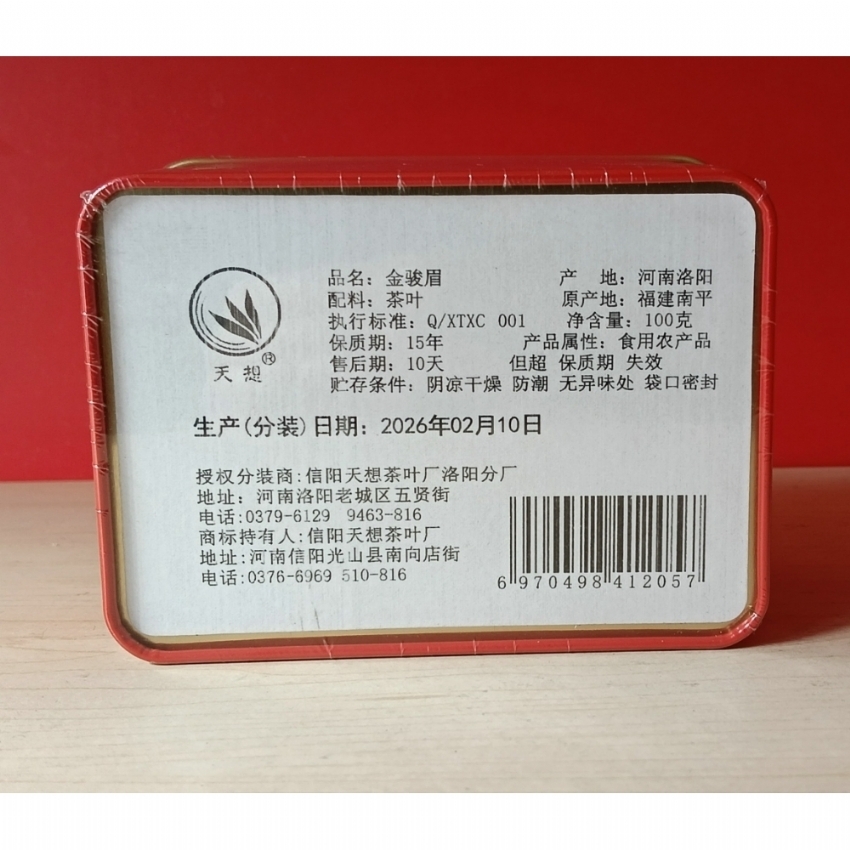 天想®
品名：金骏眉 产 地：河南洛阳
配料：茶叶 原产地：福建南平
执行标准：Q/XTXC 001 净含量：100克
保质期：15年 产品属性：食用农产品
售后期：10天 但超 保质期 失效
贮存条件：阴凉干燥 防潮 无异味处 袋口密封
生产(分装)日期：2026年02月10日
授权分装商:信阳天想茶叶厂洛阳分厂
地址：河南洛阳老城区五贤街
电话:0379-6129 9463-816
商标持有人:信阳天想茶叶厂
地址:河南信阳光山县南向店街
电话:0376-6969 510-816
6 970498 412057